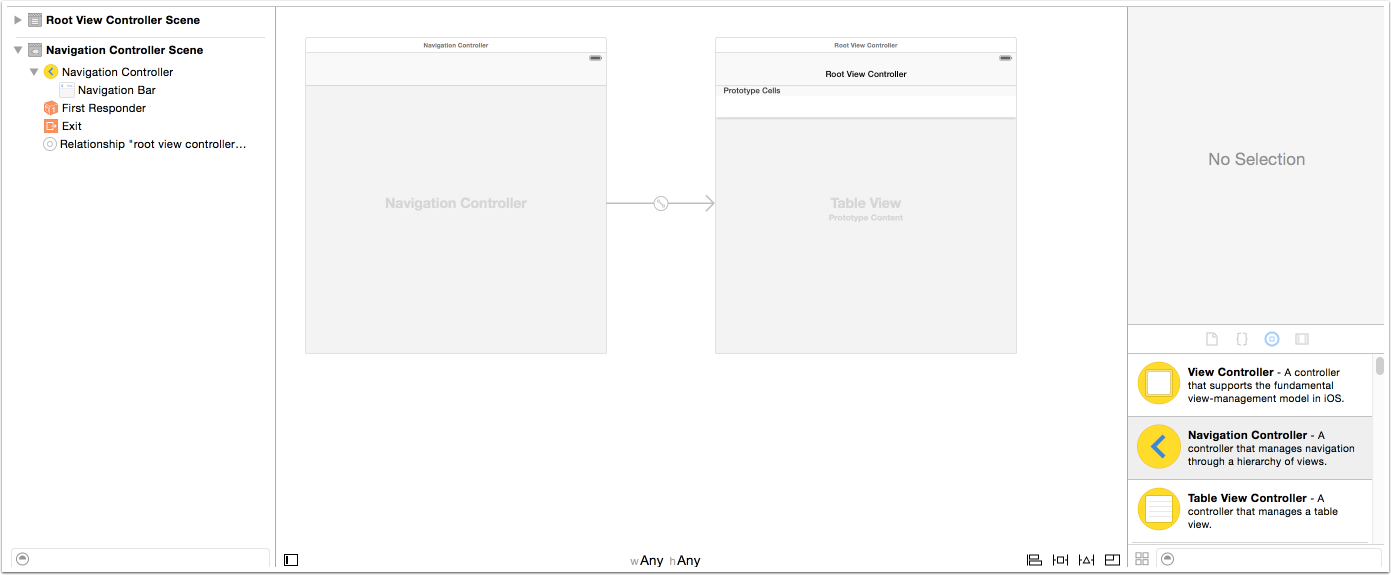 Root View Controller Scene
Navigation Controller Scene
Navigation Controller
Navigation Bar
First Responder
Exit
Relationship "root view controller…
Navigation Controller
Navigation Controller
Root View Controller
Root View Controller
Prototype Cells
Table View
Prototype Content
wAny hAny
No Selection
View Controller - A controller
that supports the fundamental
view-management model in iOS.
Navigation Controller - A
controller that manages navigation
through a hierarchy of views.
Table View Controller - A
controller that manages a table
view.